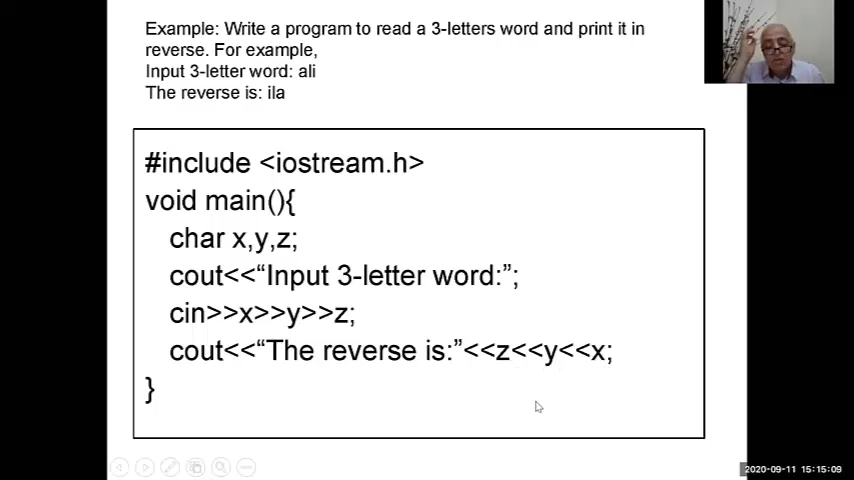 Example: Write a program to read a 3-letters word and print it in
reverse. For example,
Input 3-letter word: ali
The reverse is: ila
#include <iostream.h>
void main(){
char x,y,z;
cout<<“Input 3-letter word:”;
cin>>x>>y>>z;
cout<<“The reverse is:”<<z<<y<<x;
}
2020-09-11 15:15:09